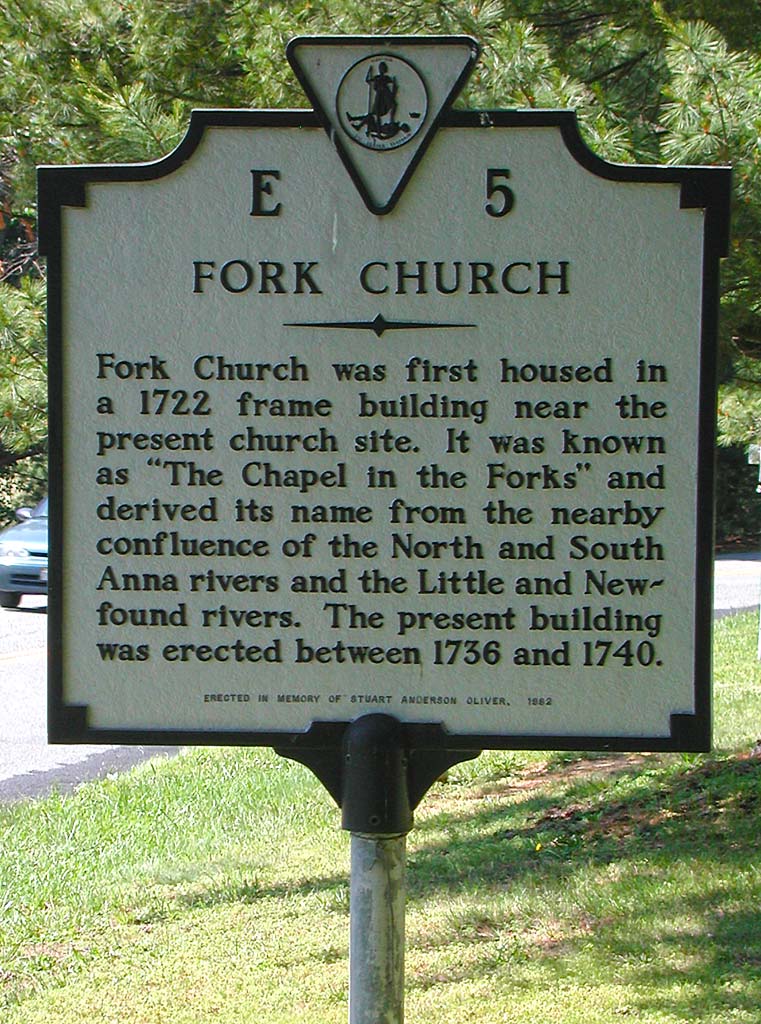 E 5
FORK CHURCH
Fork Church was first housed in
a 1722 frame building near the
present church site. It was known
as "The Chapel in the Forks" and
derived its name from the nearby
confluence of the North and South
Anna rivers and the Little and New-
found rivers. The present building
was erected between 1736 and 1740.
ERECTED IN MEMORY OF STUART ANDERSON OLIVER, 1982